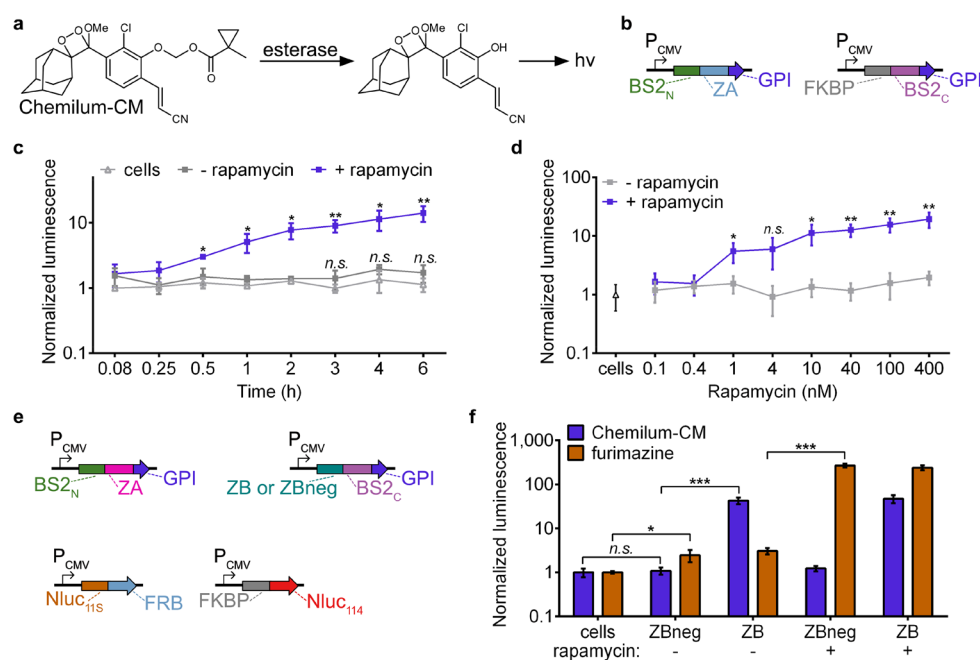 a
OMe
Cl
O O
O
O
O
Chemilum-CM
CN
esterase
OMe
Cl
O O
OH
CN
hv
b
PCMV
BS2N
ZA
GPI
PCMV
FKBP
BS2C
GPI
c
cells
- rapamycin
+ rapamycin
Normalized luminescence
10
1
0.1
* * * ** * **
n.s. n.s. n.s.
0.08 0.25 0.5 1 2 3 4 6
Time (h)
d
- rapamycin
+ rapamycin
Normalized luminescence
100
10
1
0.1
* n.s. * ** ** **
cells 0.1 0.4 1 4 10 40 100 400
Rapamycin (nM)
e
PCMV
BS2N
ZA
GPI
PCMV
ZB or ZBneg
BS2C
GPI
PCMV
Nluc11S
FRB
PCMV
FKBP
Nluc114
f
Chemilum-CM
furimazine
Normalized luminescence
1,000
100
10
1
0.1
n.s. * *** ***
cells ZBneg ZB ZBneg ZB
rapamycin: - - + +